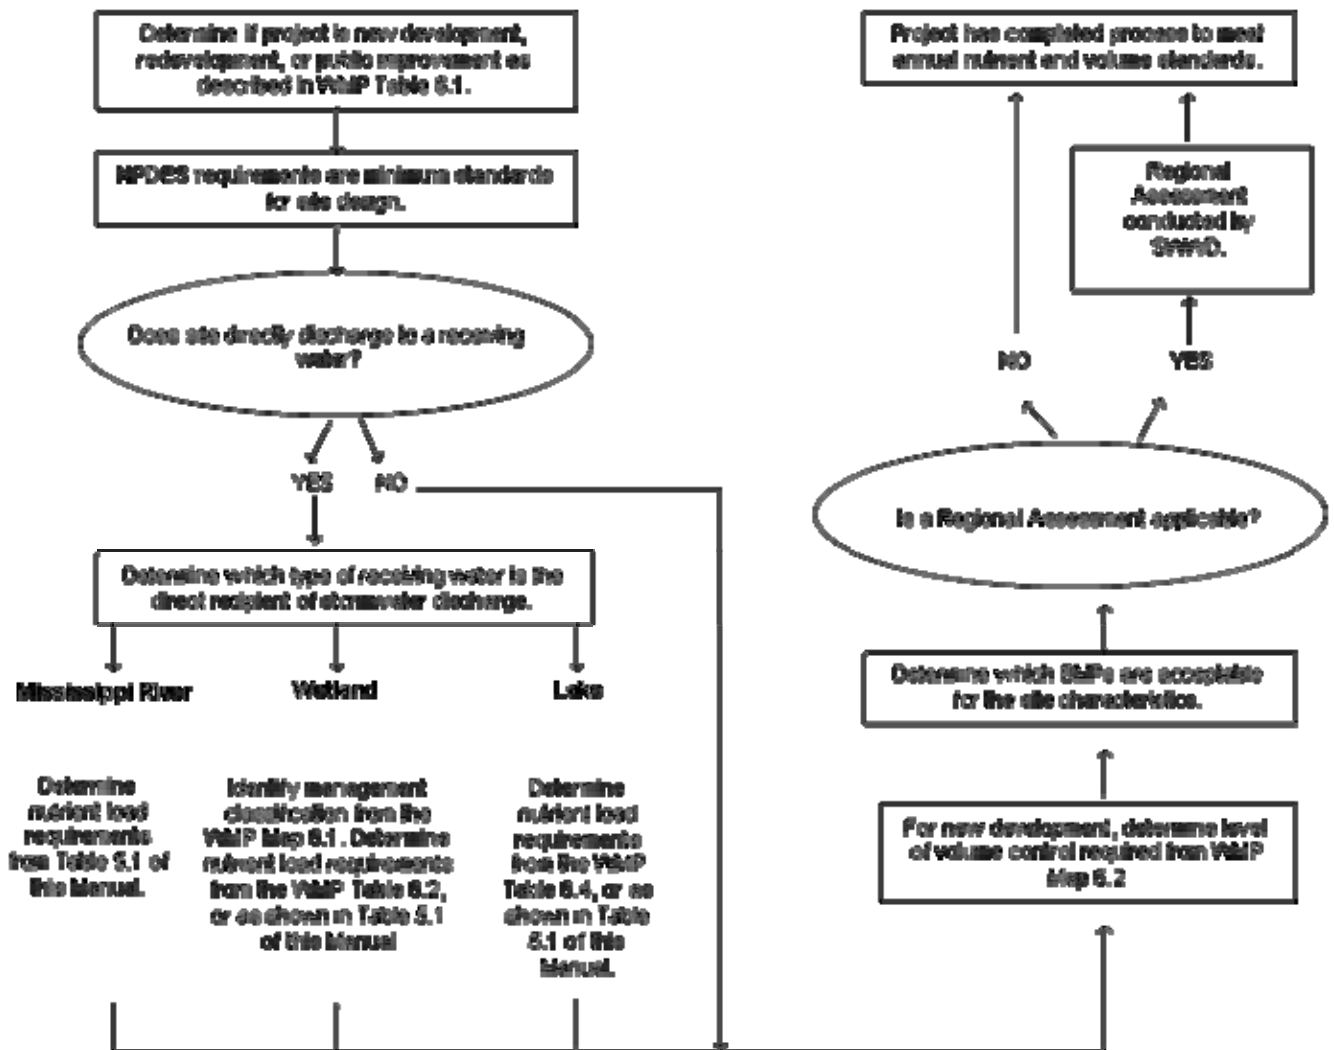 Determine if project is new development,
redevelopment, or public improvement as
described in WMP Table 6.1.
NPDES requirements are minimum standards
for site design.
Does site directly discharge to a receiving
water?
YES
NO
Determine which type of receiving water is the
direct recipient of stormwater discharge.
Mississippi River
Wetland
Lake
Determine
nutrient load
requirements
from Table 5.1 of
this Manual.
Identify management
classification from the
WMP Map 6.1. Determine
nutrient load requirements
from the WMP Table 6.2,
or as shown in Table 5.1
of this Manual
Determine
nutrient load
requirements
from the WMP
Table 6.4, or as
shown in Table
5.1 of this
Manual.
For new development, determine level
of volume control required from WMP
Map 6.2
Determine which BMPs are acceptable
for the site characteristics.
Is a Regional Assessment applicable?
NO
YES
Regional
Assessment
conducted by
Project has completed process to meet
annual nutrient and volume standards.